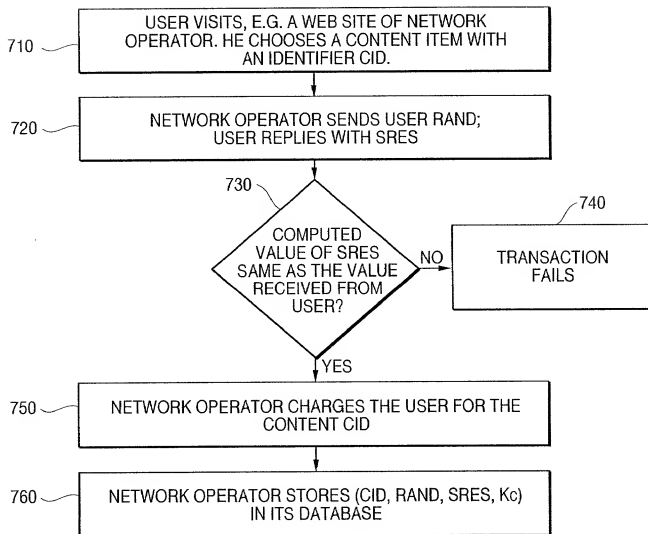 710
USER VISITS, E.G. A WEB SITE OF NETWORK
OPERATOR. HE CHOOSES A CONTENT ITEM WITH
AN IDENTIFIER CID.
720
NETWORK OPERATOR SENDS USER RAND;
USER REPLIES WITH SRES
730
COMPUTED
VALUE OF SRES
SAME AS THE VALUE
RECEIVED FROM
USER?
NO
740
TRANSACTION
FAILS
YES
750
NETWORK OPERATOR CHARGES THE USER FOR THE
CONTENT CID
760
NETWORK OPERATOR STORES (CID, RAND, SRES, Kc)
IN ITS DATABASE